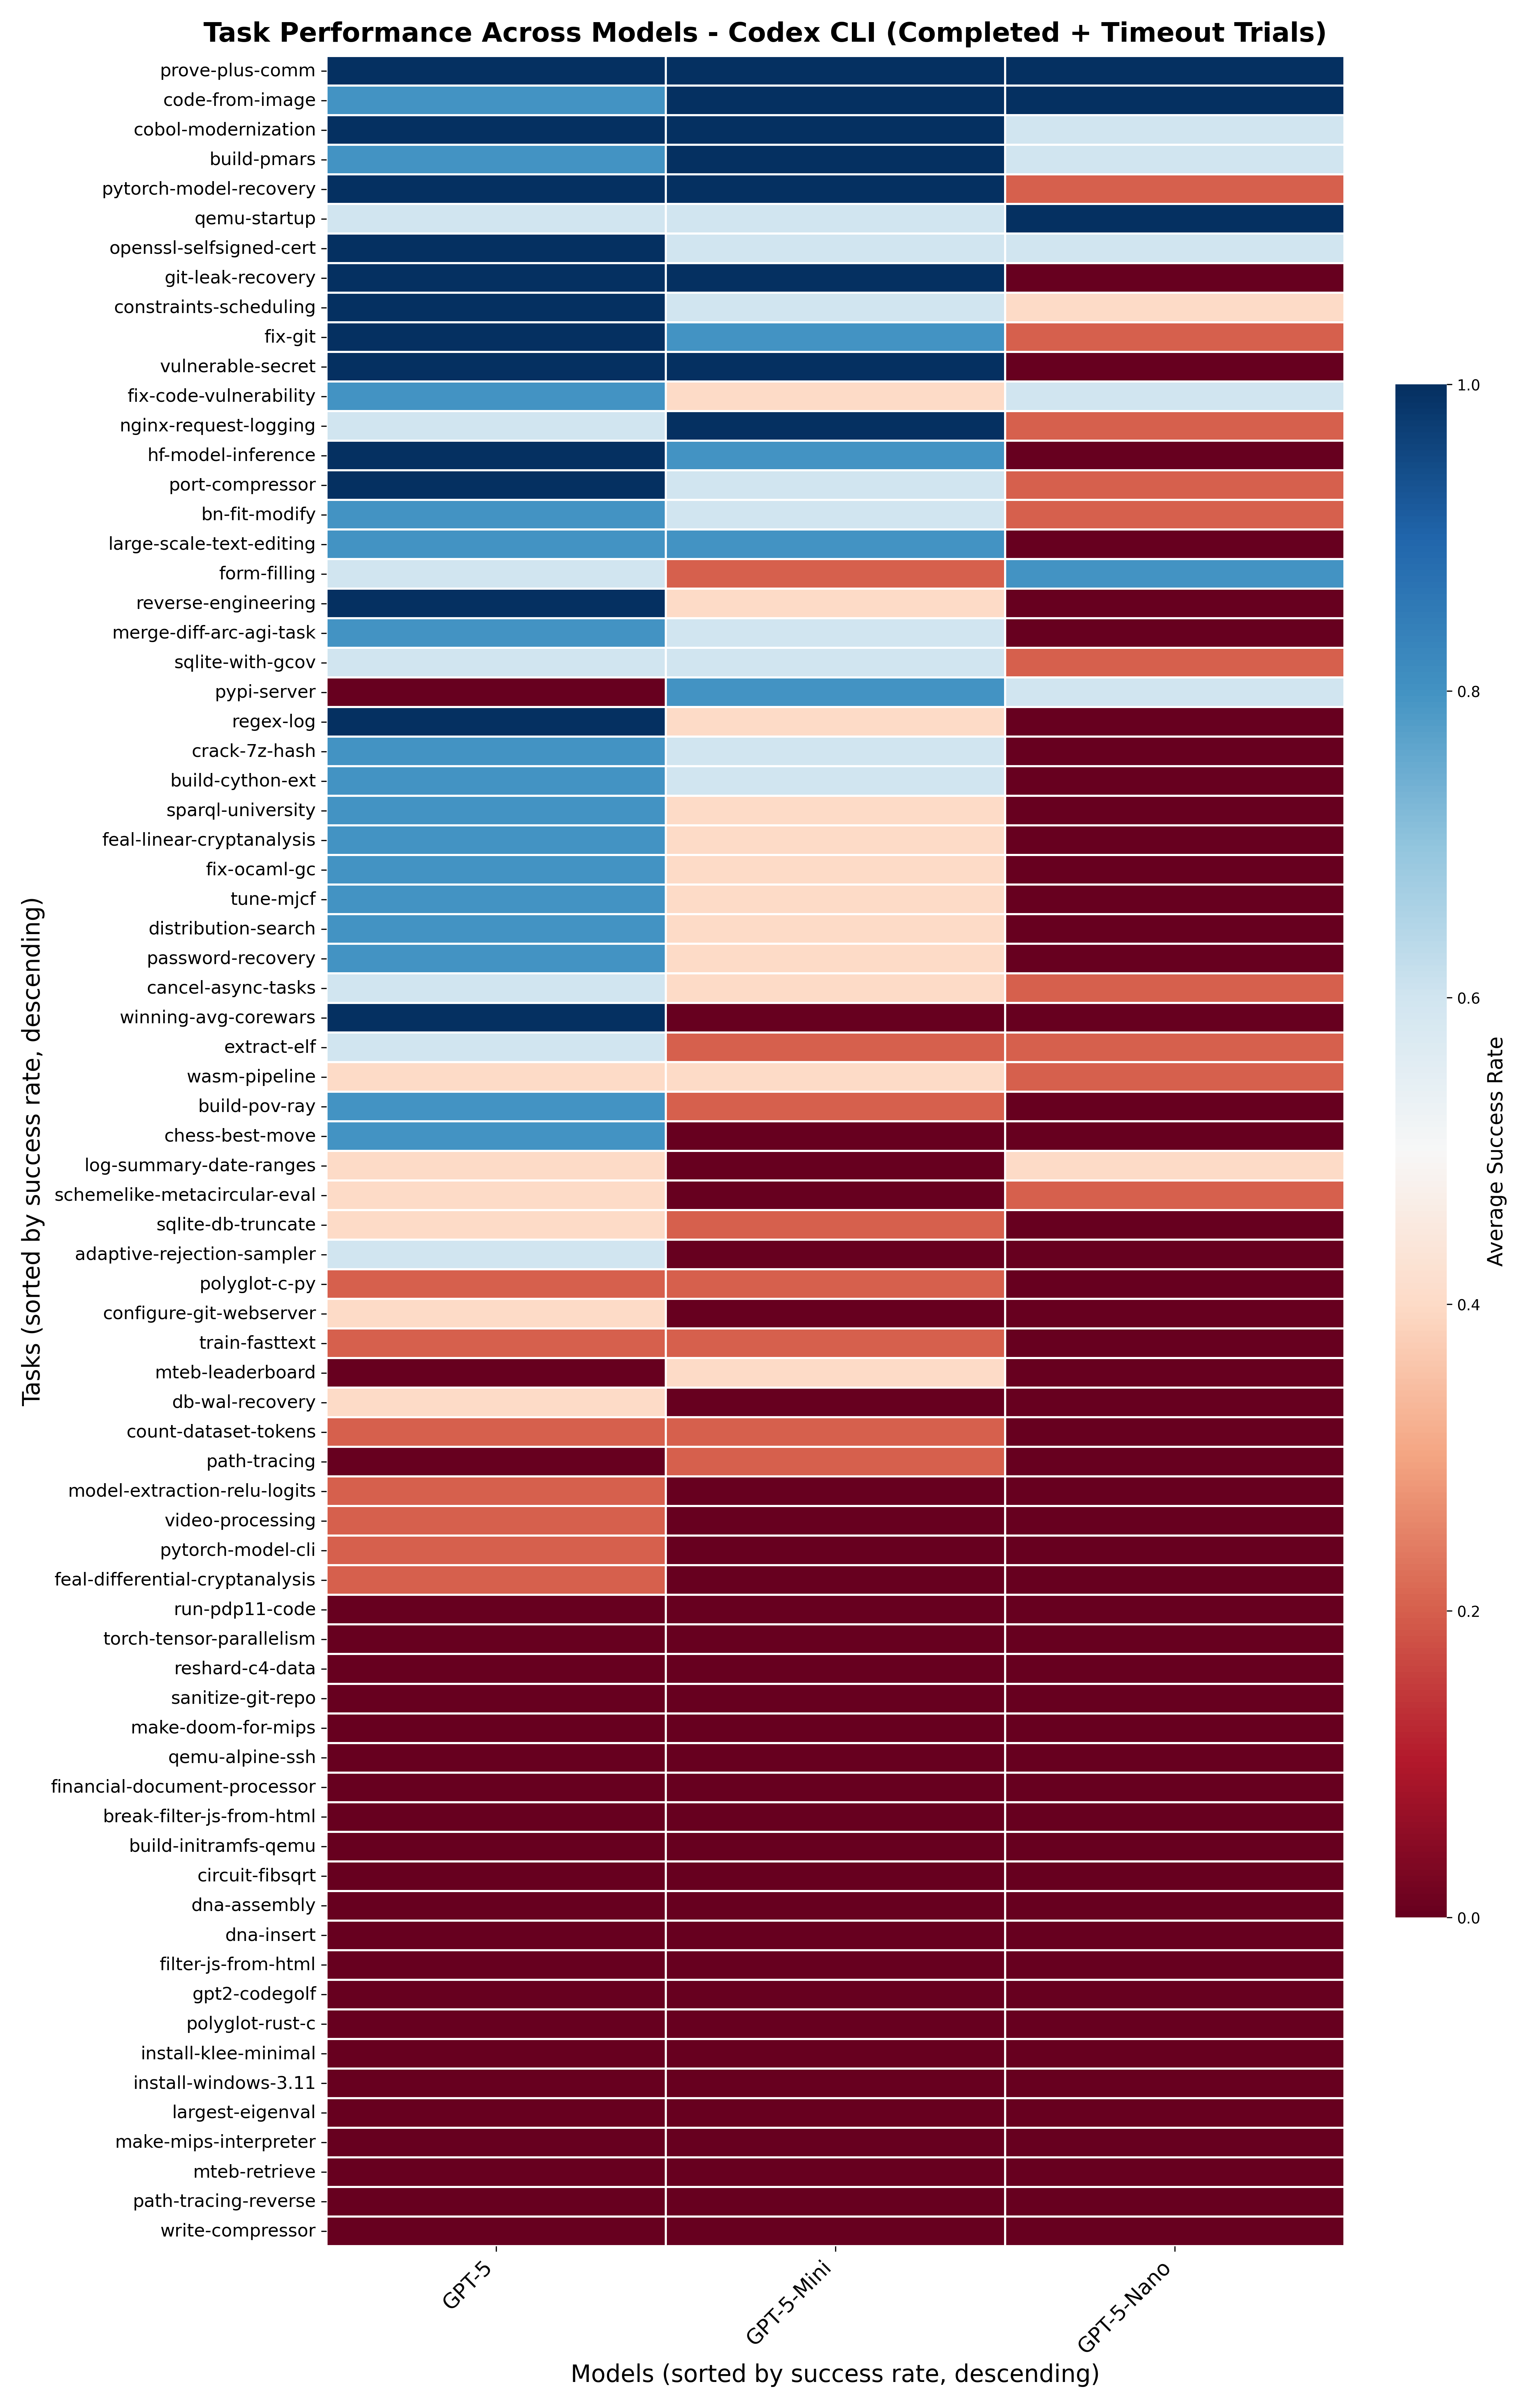 Task Performance Across Models - Codex CLI (Completed + Timeout Trials)
Tasks (sorted by success rate, descending)
prove-plus-comm
code-from-image
cobol-modernization
build-pmars
pytorch-model-recovery
qemu-startup
openssl-selfsigned-cert
git-leak-recovery
constraints-scheduling
fix-git
vulnerable-secret
fix-code-vulnerability
nginx-request-logging
hf-model-inference
port-compressor
bn-fit-modify
large-scale-text-editing
form-filling
reverse-engineering
merge-diff-arc-agi-task
sqlite-with-gcov
pypi-server
regex-log
crack-7z-hash
build-cython-ext
sparql-university
feal-linear-cryptanalysis
fix-ocaml-gc
tune-mjcf
distribution-search
password-recovery
cancel-async-tasks
winning-avg-corewars
extract-elf
wasm-pipeline
build-pov-ray
chess-best-move
log-summary-date-ranges
schemelike-metacircular-eval
sqlite-db-truncate
adaptive-rejection-sampler
polyglot-c-py
configure-git-webserver
train-fasttext
mteb-leaderboard
db-wal-recovery
count-dataset-tokens
path-tracing
model-extraction-relu-logits
video-processing
pytorch-model-cli
feal-differential-cryptanalysis
run-pdp11-code
torch-tensor-parallelism
reshard-c4-data
sanitize-git-repo
make-doom-for-mips
qemu-alpine-ssh
financial-document-processor
break-filter-js-from-html
build-initramfs-qemu
circuit-fibsqrt
dna-assembly
dna-insert
filter-js-from-html
gpt2-codegolf
polyglot-rust-c
install-klee-minimal
install-windows-3.11
largest-eigenval
make-mips-interpreter
mteb-retrieve
path-tracing-reverse
write-compressor
GPT-5
GPT-5-Mini
GPT-5-Nano
Models (sorted by success rate, descending)
1.0
0.8
0.6
0.4
0.2
0.0
Average Success Rate